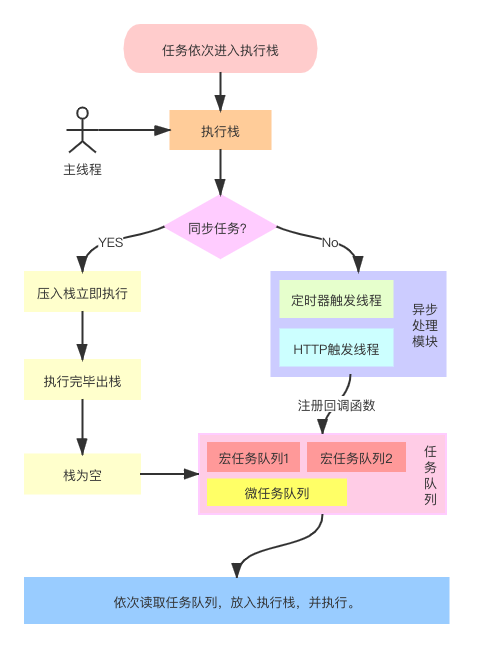 任务依次进入执行栈
执行栈
主线程
同步任务?
YES
No
压入栈立即执行
定时器触发线程
HTTP触发线程
异步
处理
模块
执行完毕出栈
注册回调函数
宏任务队列1
宏任务队列2
微任务队列
任
务
队
列
栈为空
依次读取任务队列，放入执行栈，并执行。